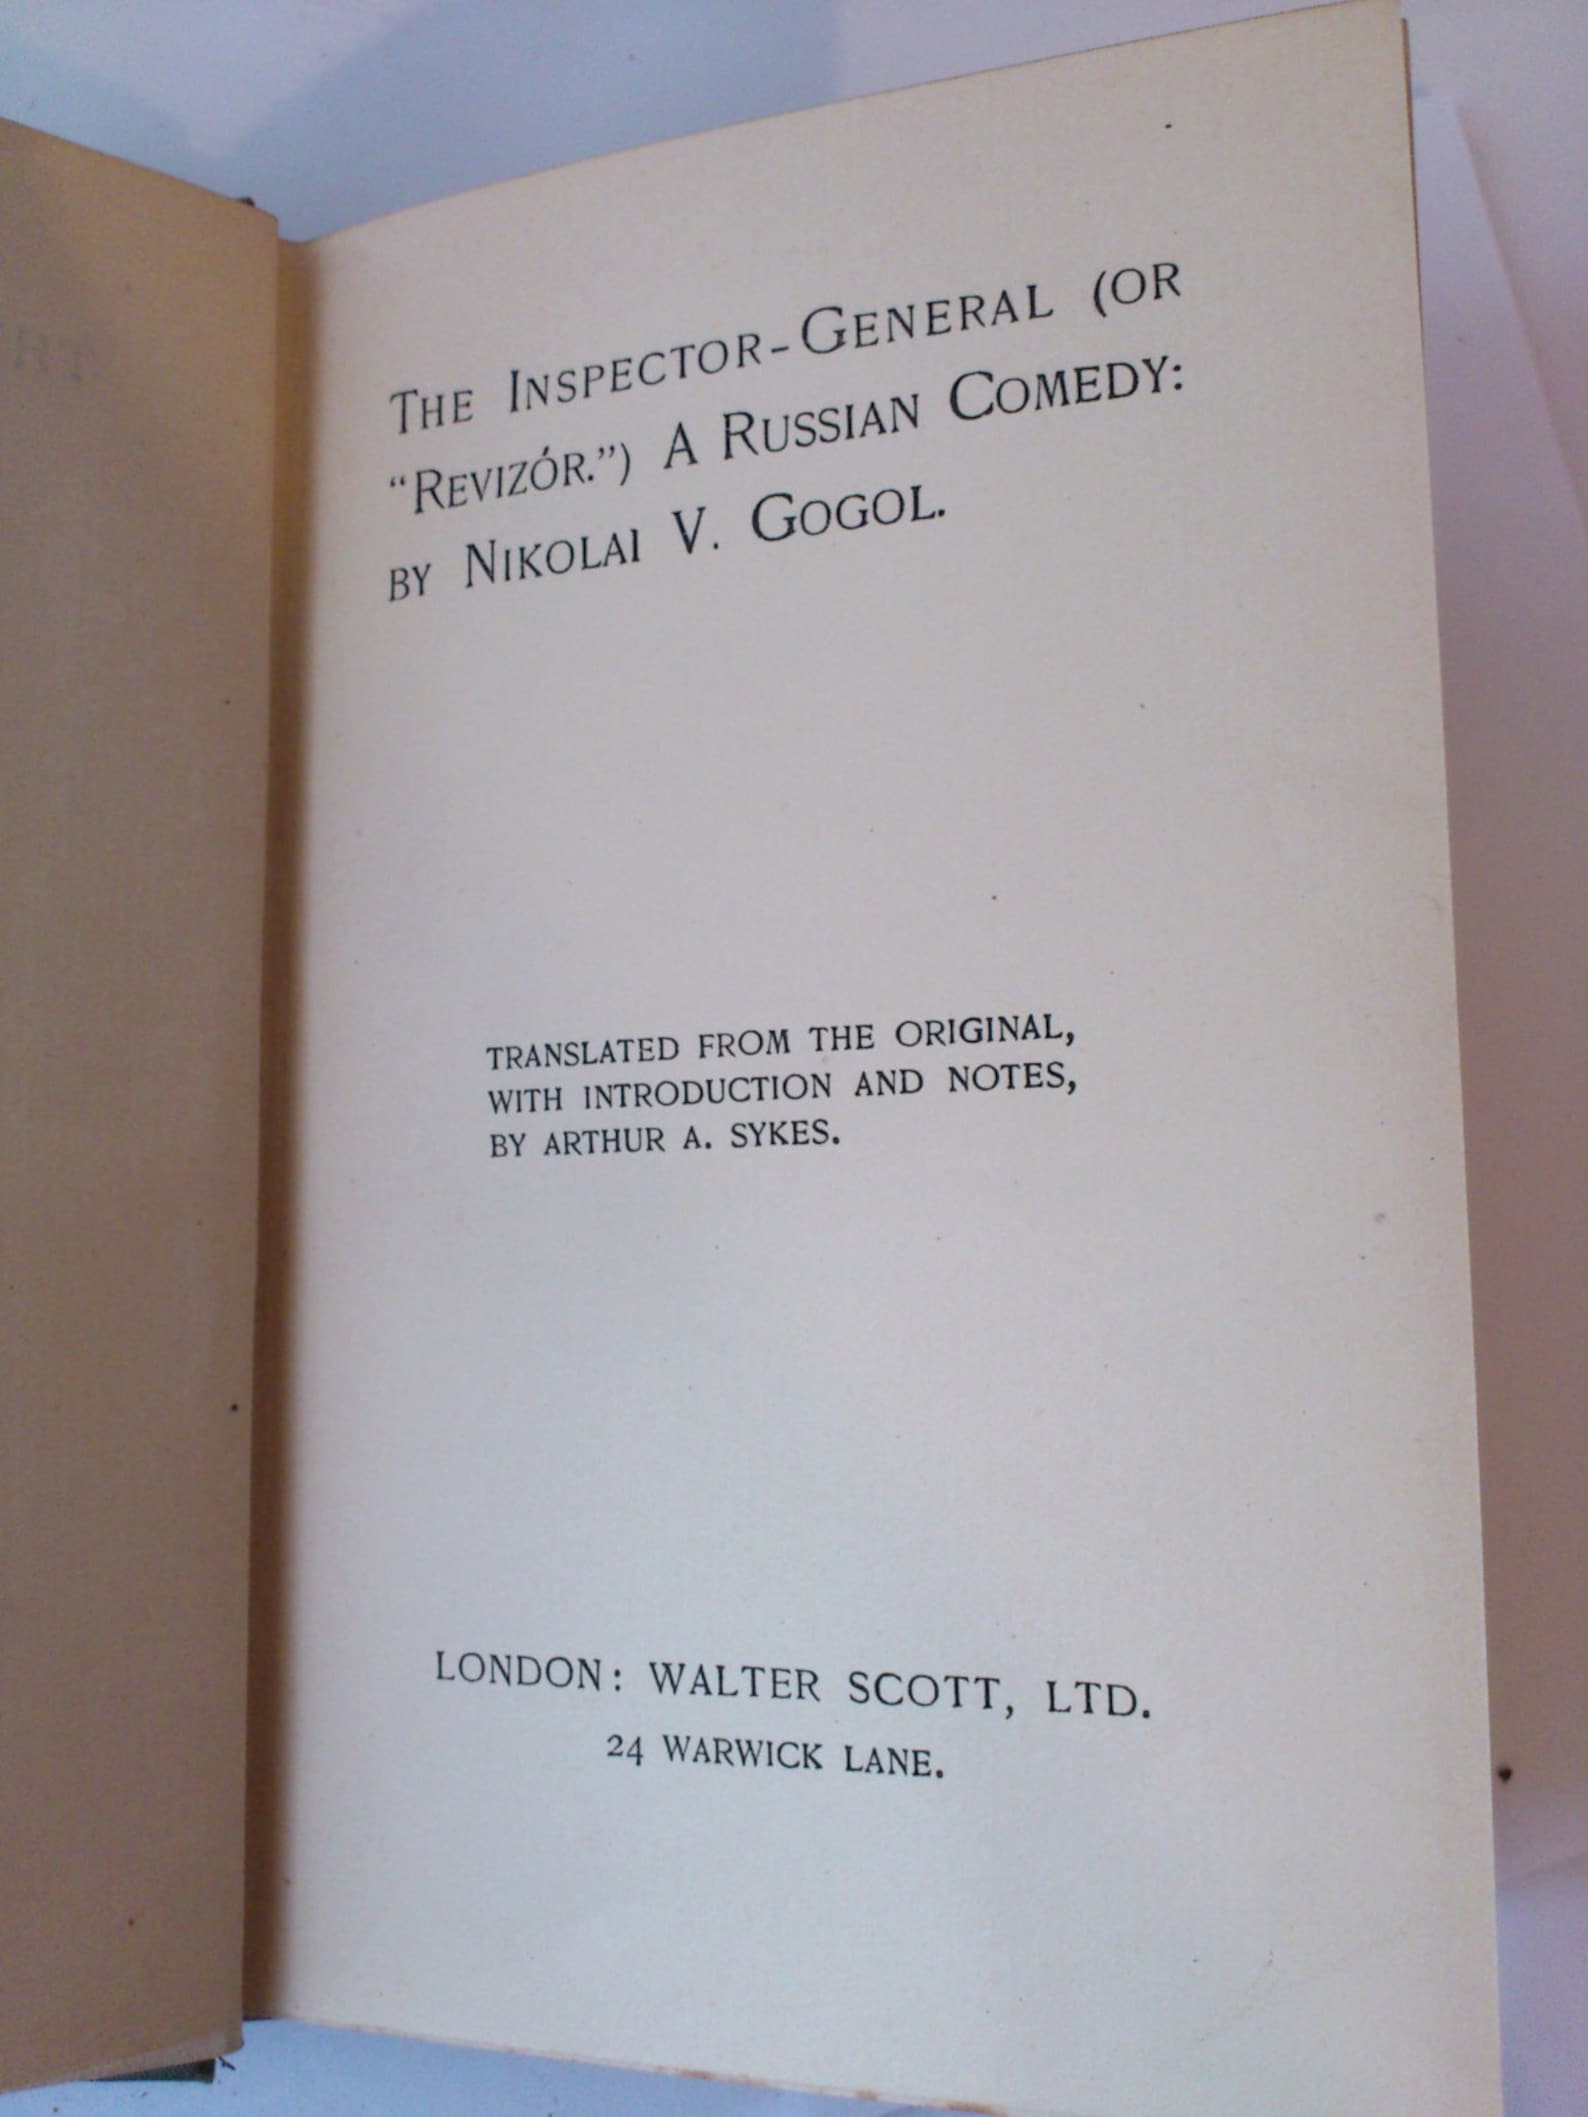 THE INSPECTOR-GENERAL (OR
"REVIZÓR.") A RUSSIAN COMEDY:
BY NIKOLAI V. GOGOL.
TRANSLATED FROM THE ORIGINAL,
WITH INTRODUCTION AND NOTES,
BY ARTHUR A. SYKES.
LONDON: WALTER SCOTT, LTD.
24 WARWICK LANE.